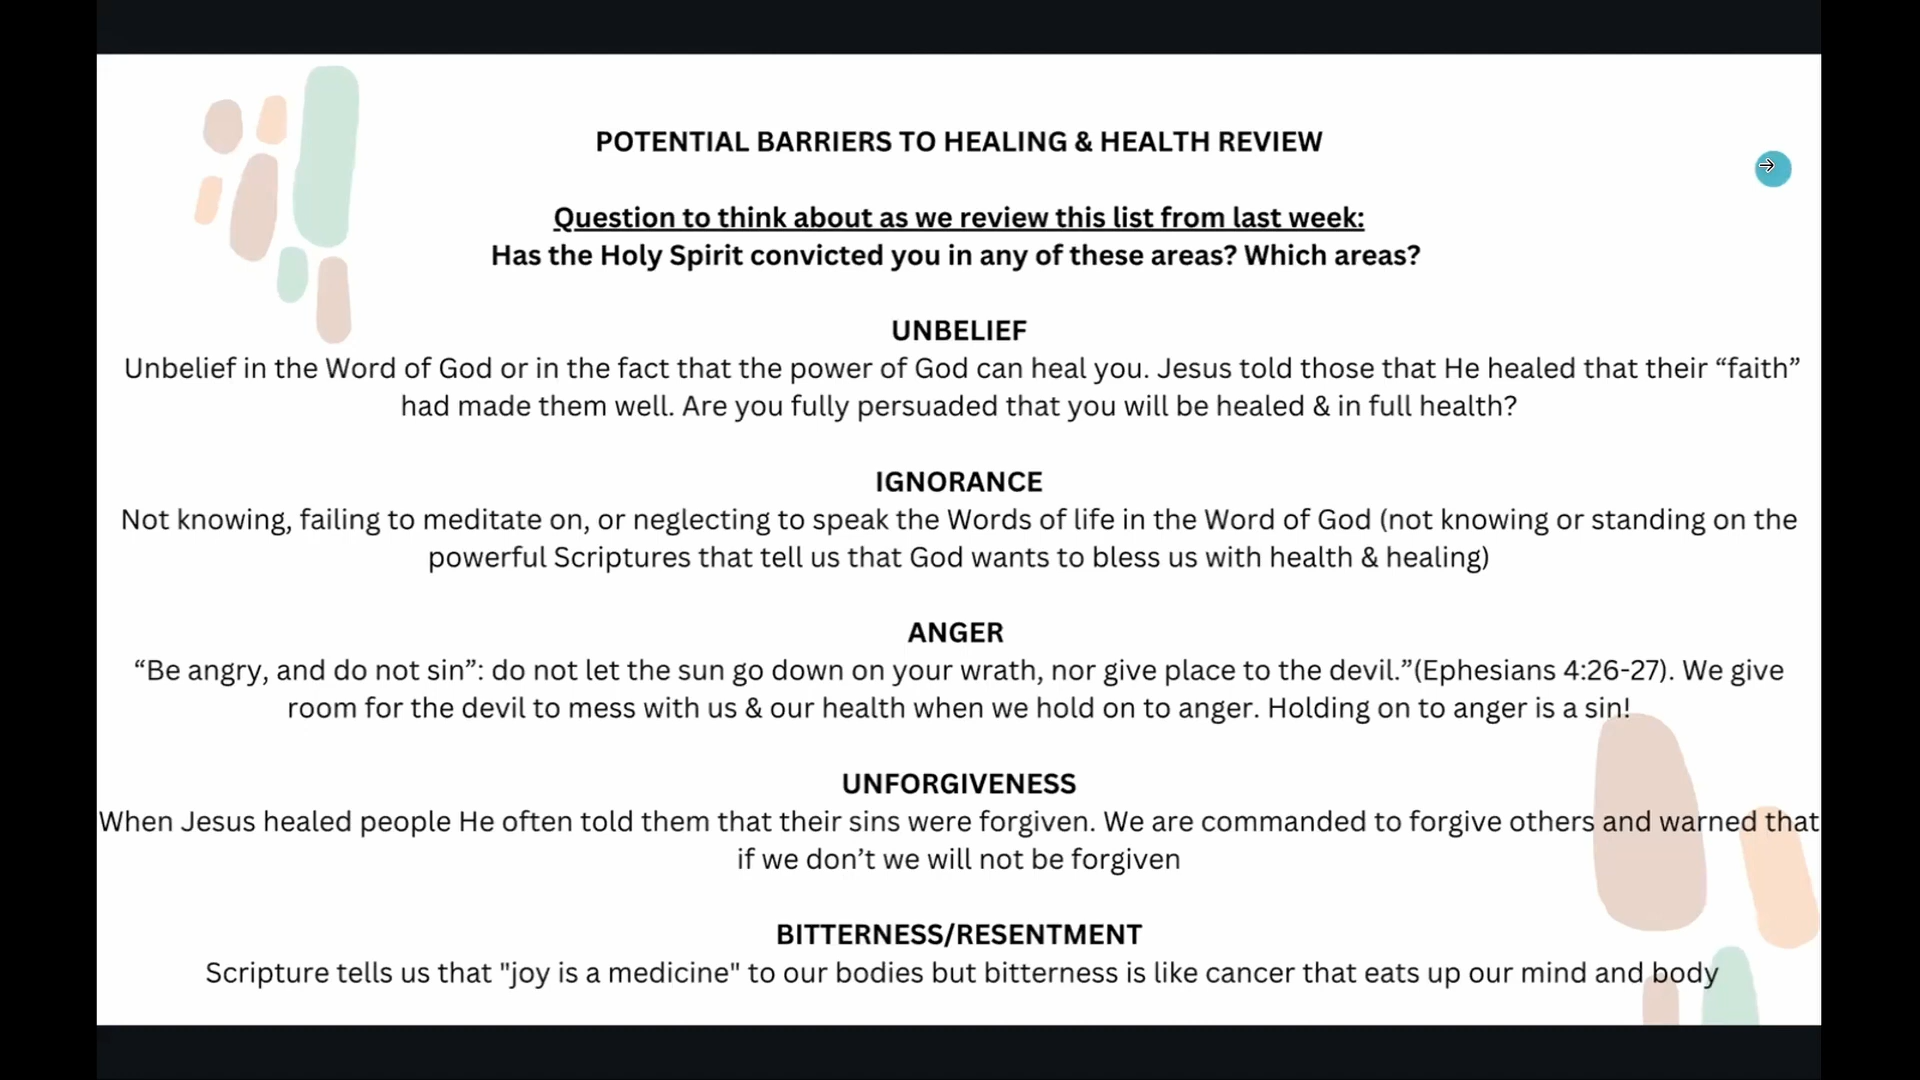 POTENTIAL BARRIERS TO HEALING & HEALTH REVIEW
Question to think about as we review this list from last week:
Has the Holy Spirit convicted you in any of these areas? Which areas?
UNBELIEF
Unbelief in the Word of God or in the fact that the power of God can heal you. Jesus told those that He healed that their “faith”
had made them well. Are you fully persuaded that you will be healed & in full health?
IGNORANCE
Not knowing, failing to meditate on, or neglecting to speak the Words of life in the Word of God (not knowing or standing on the
powerful Scriptures that tell us that God wants to bless us with health & healing)
ANGER
“Be angry, and do not sin”: do not let the sun go down on your wrath, nor give place to the devil.”(Ephesians 4:26-27). We give
room for the devil to mess with us & our health when we hold on to anger. Holding on to anger is a sin!
UNFORGIVENESS
When Jesus healed people He often told them that their sins were forgiven. We are commanded to forgive others and warned that
if we don’t we will not be forgiven
BITTERNESS/RESENTMENT
Scripture tells us that "joy is a medicine" to our bodies but bitterness is like cancer that eats up our mind and body